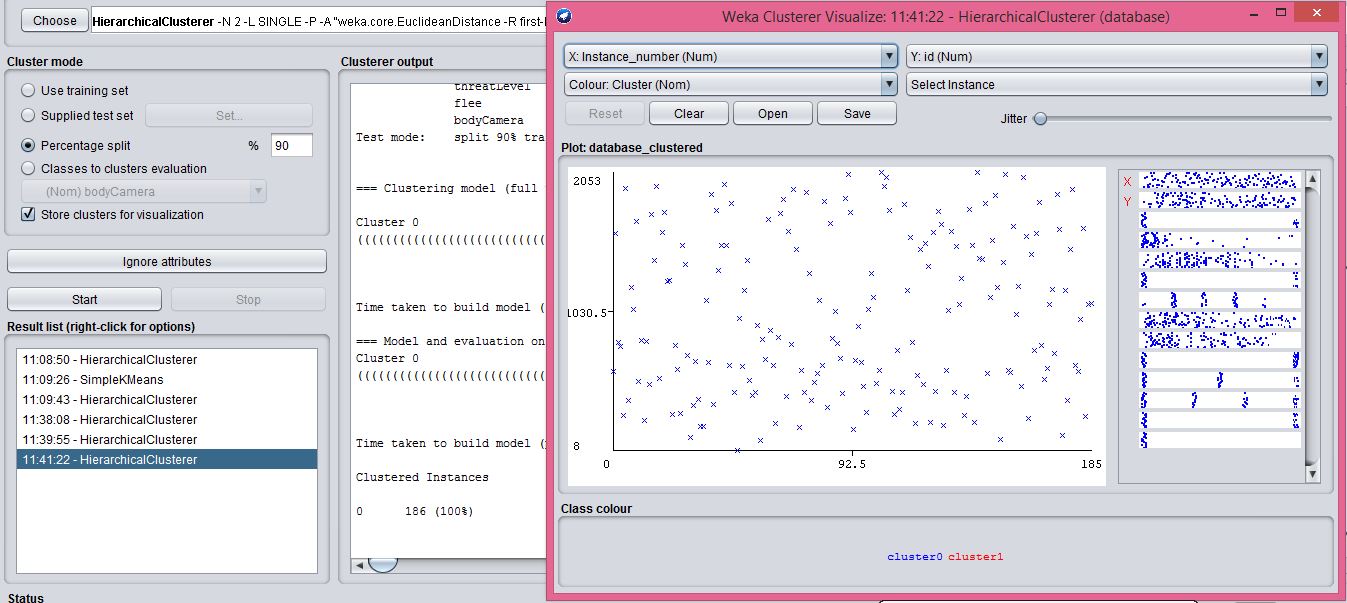 Choose
HierarchicalClusterer -N 2 -L SINGLE -P -A "weka.core.EuclideanDistance -R first-
Cluster mode
Use training set
Supplied test set
Set...
Percentage split
%
90
Classes to clusters evaluation
(Nom) bodyCamera
Store clusters for visualization
Ignore attributes
Start
Stop
Result list (right-click for options)
11:08:50 - HierarchicalClusterer
11:09:26 - SimpleKMeans
11:09:43 - HierarchicalClusterer
11:38:08 - HierarchicalClusterer
11:39:55 - HierarchicalClusterer
11:41:22 - HierarchicalClusterer
Status
Clusterer output
threatLevel
flee
bodyCamera
Test mode: split 90% tra
=== Clustering model (full
Cluster 0
((((((((((((((((((((((((((
Time taken to build model (
=== Model and evaluation on
Cluster 0
((((((((((((((((((((((((((
Time taken to build model (
Clustered Instances
0 186 (100%)
Weka Clusterer Visualize: 11:41:22 - HierarchicalClusterer (database)
X: Instance_number (Num)
Y: id (Num)
Colour: Cluster (Nom)
Select Instance
Reset
Clear
Open
Save
Jitter
Plot: database_clustered
2053
1030.5
8
0
92.5
185
X
Y
Class colour
cluster0 cluster1